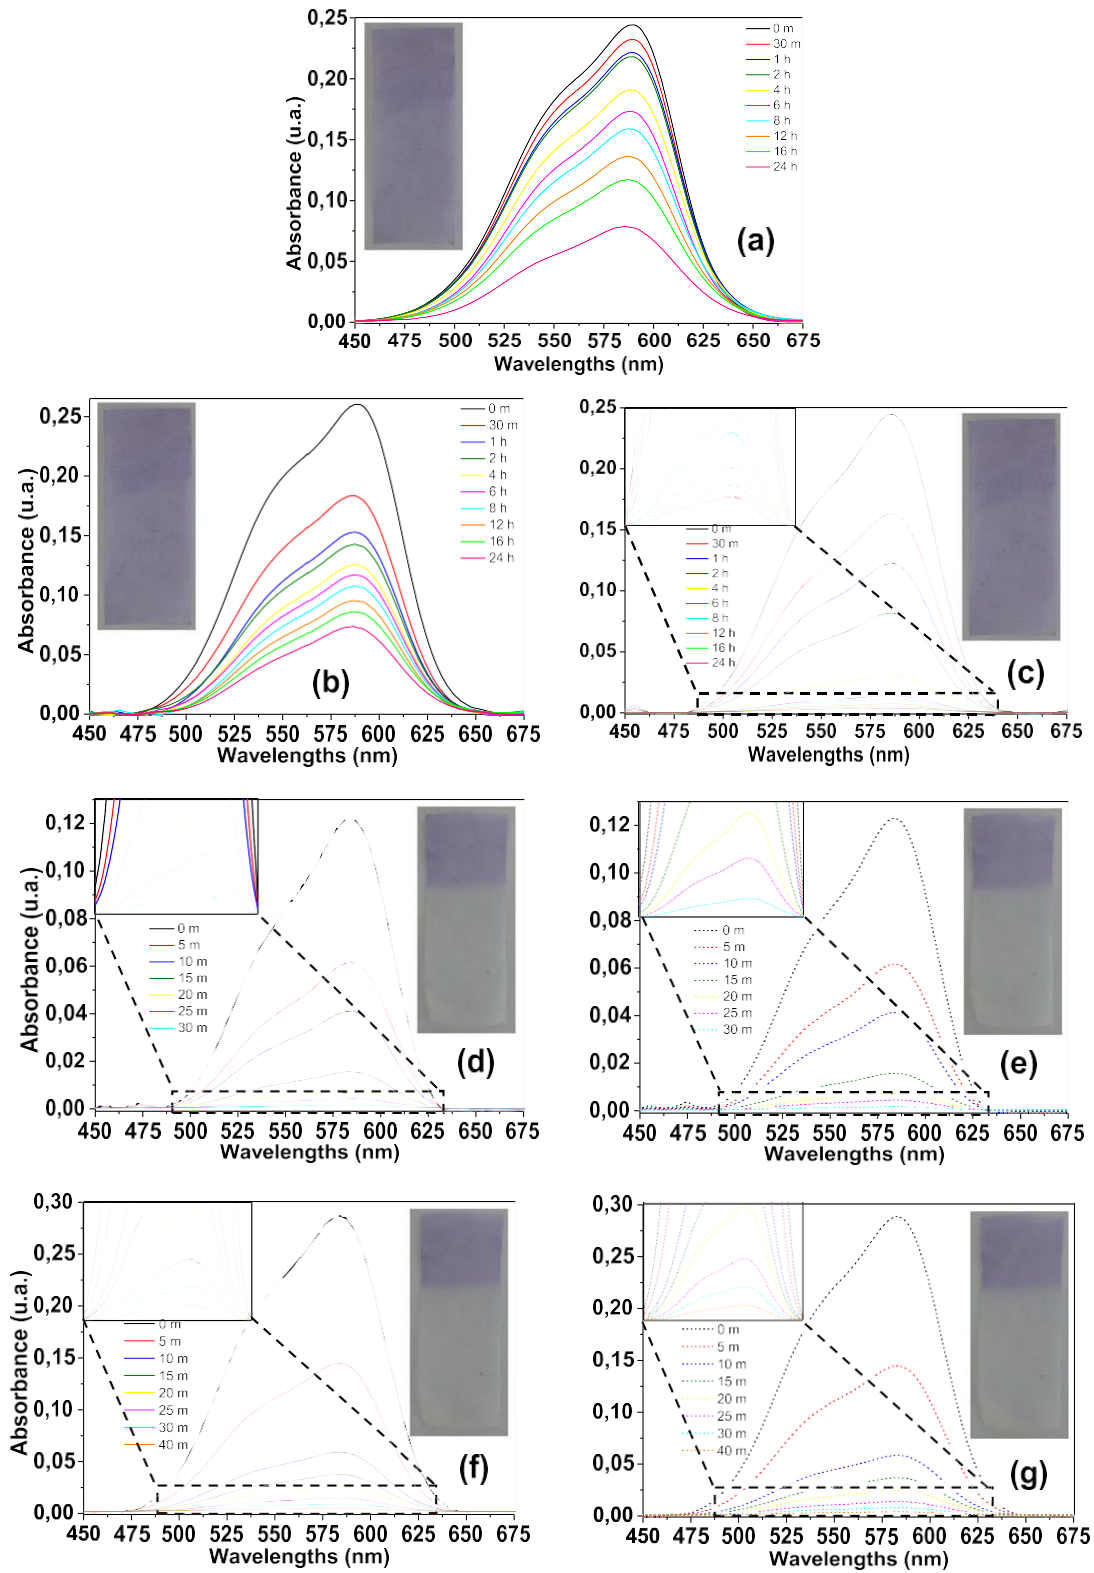 0,25
0,20
0,15
0,10
0,05
0,00
Absorbance (u.a.)
450 475 500 525 550 575 600 625 650 675
Wavelengths (nm)
0 m
30 m
1 h
2 h
4 h
6 h
8 h
12 h
16 h
24 h
(a)
0,25
0,20
0,15
0,10
0,05
0,00
Absorbance (u.a.)
450 475 500 525 550 575 600 625 650 675
Wavelengths (nm)
0 m
30 m
1 h
2 h
4 h
6 h
8 h
12 h
16 h
24 h
(b)
0,25
0,20
0,15
0,10
0,05
0,00
Absorbance (u.a.)
450 475 500 525 550 575 600 625 650 675
Wavelengths (nm)
0 m
30 m
1 h
2 h
4 h
6 h
8 h
12 h
16 h
24 h
(c)
0,12
0,08
0,06
0,04
0,02
0,00
Absorbance (u.a.)
450 475 500 525 550 575 600 625 650 675
Wavelengths (nm)
0 m
5 m
10 m
15 m
20 m
25 m
30 m
(d)
0,12
0,10
0,08
0,06
0,04
0,02
0,00
Absorbance (u.a.)
450 475 500 525 550 575 600 625 650 675
Wavelengths (nm)
0 m
5 m
10 m
15 m
20 m
25 m
30 m
(e)
0,30
0,25
0,20
0,15
0,10
0,05
0,00
Absorbance (u.a.)
450 475 500 525 550 575 600 625 650 675
Wavelengths (nm)
0 m
5 m
10 m
15 m
20 m
25 m
30 m
40 m
(f)
0,30
0,25
0,20
0,15
0,10
0,05
0,00
Absorbance (u.a.)
450 475 500 525 550 575 600 625 650 675
Wavelengths (nm)
0 m
5 m
10 m
15 m
20 m
25 m
30 m
40 m
(g)